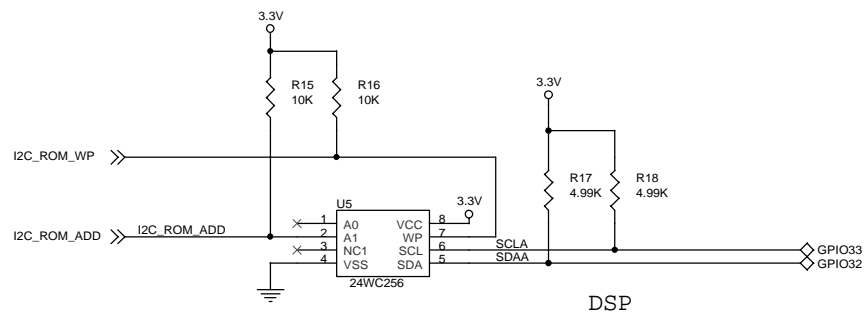 3.3V
R15
10K
R16
10K
3.3V
I2C_ROM_WP
R17
4.99K
R18
4.99K
U5
3.3V
I2C_ROM_ADD
I2C_ROM_ADD
1 A0 VCC 8
2 A1 WP 7
3 NC1 SCL 6 SCLA GPIO33
4 VSS SDA 5 SDAA GPIO32
24WC256
DSP